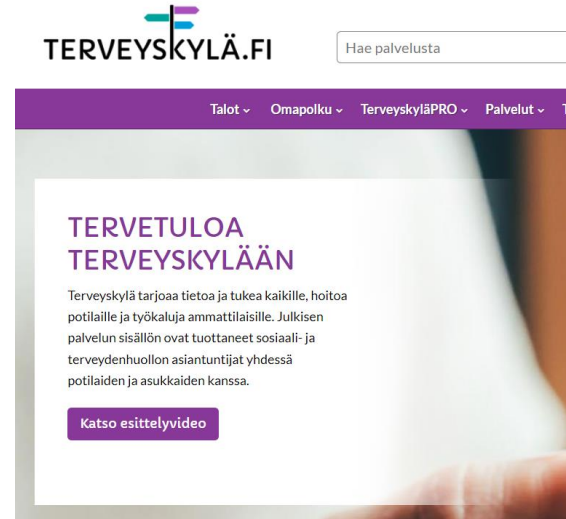 TERVEYSKYLÄ.FI
Hae palvelusta
Talot Omapolku TerveyskyläPRO Palvelut
TERVETULOA
TERVEYSKYLÄÄN
Terveyskylä tarjoaa tietoa ja tukea kaikille, hoitoa
potilaille ja työkaluja ammattilaisille. Julkisen
palvelun sisällön ovat tuottaneet sosiaali- ja
terveydenhuollon asiantuntijat yhdessä
potilaiden ja asukkaiden kanssa.
Katso esittelyvideo